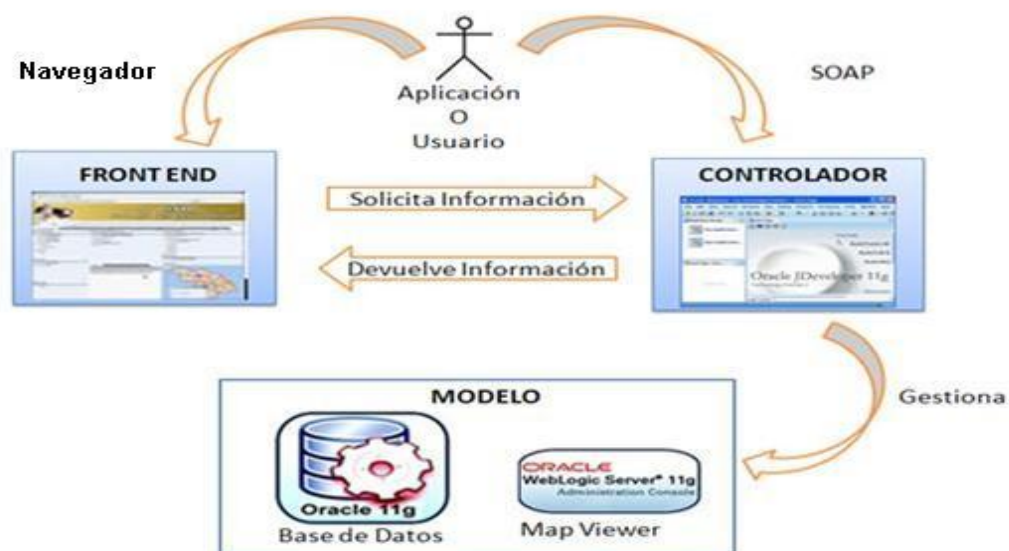 Navegador
SOAP
Aplicación
O
Usuario
FRONT END
CONTROLADOR
Solicita Información
Devuelve Información
Oracle JDeveloper 11g
Gestiona
MODELO
Oracle 11g
Base de Datos
ORACLE
WebLogic Server® 11g
Administration Console
Map Viewer